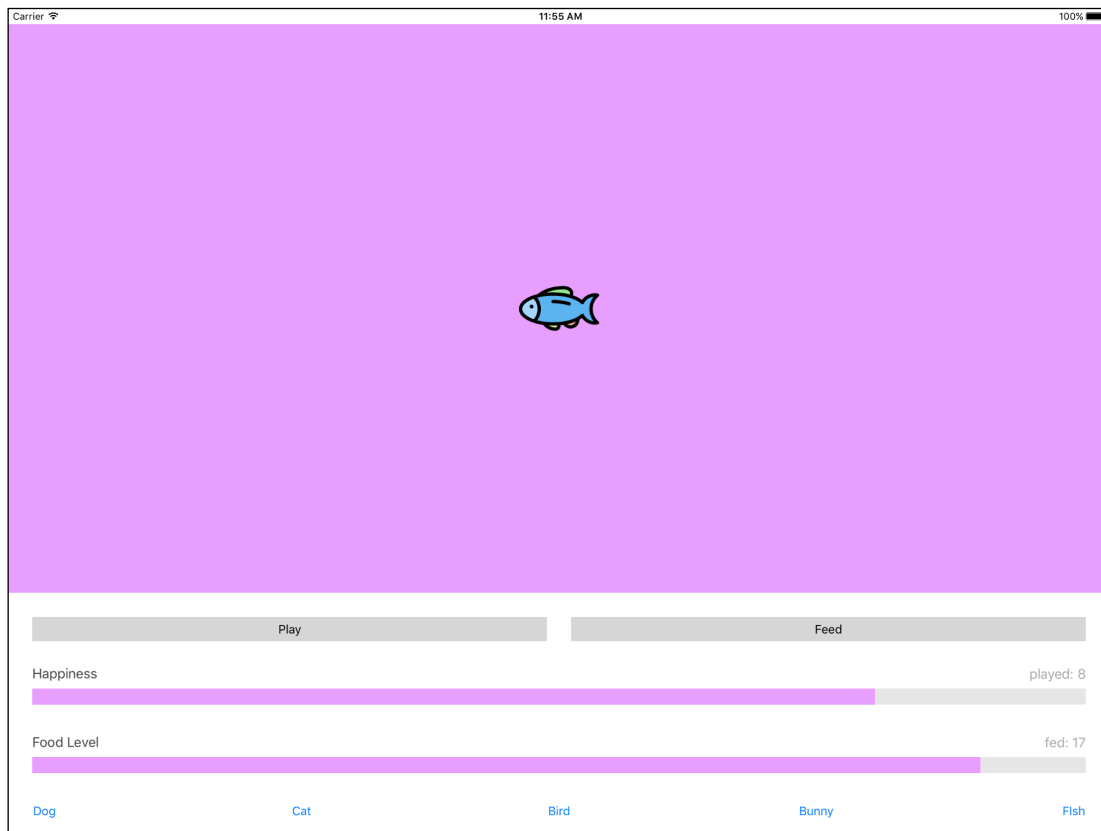 Carrier 11:55 AM 100%
Play Feed
Happiness played: 8
Food Level fed: 17
Dog Cat Bird Bunny FIsh